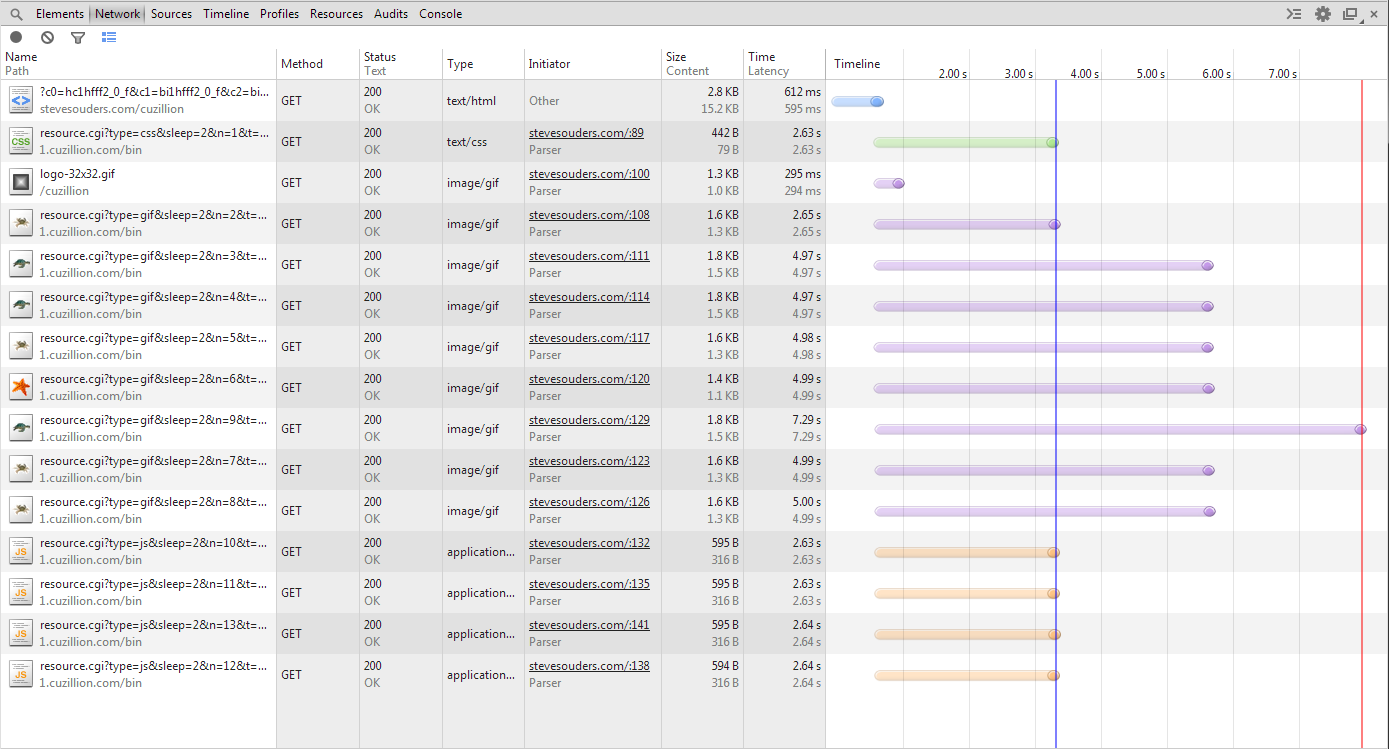 Elements Network Sources Timeline Profiles Resources Audits Console
Name Method Status Type Initiator Size Time Timeline
Path Text Content Latency 2.00 s 3.00 s 4.00 s 5.00 s 6.00 s 7.00 s
?c0=hc1hfff2_0_f&c1=bi1hfff2_0_f&c2=bi... GET 200 text/html Other 2.8 KB 612 ms
stevesouders.com/cuzillion OK 15.2 KB 595 ms
resource.cgi?type=css&sleep=2&n=1&t=... GET 200 text/css stevesouders.com/:89 442 B 2.63 s
1.cuzillion.com/bin OK Parser 79 B 2.63 s
logo-32x32.gif GET 200 image/gif stevesouders.com/:100 1.3 KB 295 ms
/cuzillion OK Parser 1.0 KB 294 ms
resource.cgi?type=gif&sleep=2&n=2&t=... GET 200 image/gif stevesouders.com/:108 1.6 KB 2.65 s
1.cuzillion.com/bin OK Parser 1.3 KB 2.65 s
resource.cgi?type=gif&sleep=2&n=3&t=... GET 200 image/gif stevesouders.com/:111 1.8 KB 4.97 s
1.cuzillion.com/bin OK Parser 1.5 KB 4.97 s
resource.cgi?type=gif&sleep=2&n=4&t=... GET 200 image/gif stevesouders.com/:114 1.8 KB 4.97 s
1.cuzillion.com/bin OK Parser 1.5 KB 4.97 s
resource.cgi?type=gif&sleep=2&n=5&t=... GET 200 image/gif stevesouders.com/:117 1.6 KB 4.98 s
1.cuzillion.com/bin OK Parser 1.3 KB 4.98 s
resource.cgi?type=gif&sleep=2&n=6&t=... GET 200 image/gif stevesouders.com/:120 1.4 KB 4.99 s
1.cuzillion.com/bin OK Parser 1.1 KB 4.99 s
resource.cgi?type=gif&sleep=2&n=9&t=... GET 200 image/gif stevesouders.com/:129 1.8 KB 7.29 s
1.cuzillion.com/bin OK Parser 1.5 KB 7.29 s
resource.cgi?type=gif&sleep=2&n=7&t=... GET 200 image/gif stevesouders.com/:123 1.6 KB 4.99 s
1.cuzillion.com/bin OK Parser 1.3 KB 4.99 s
resource.cgi?type=gif&sleep=2&n=8&t=... GET 200 image/gif stevesouders.com/:126 1.6 KB 5.00 s
1.cuzillion.com/bin OK Parser 1.3 KB 4.99 s
resource.cgi?type=js&sleep=2&n=10&t=... GET 200 application... stevesouders.com/:132 595 B 2.63 s
1.cuzillion.com/bin OK Parser 316 B 2.63 s
resource.cgi?type=js&sleep=2&n=11&t=... GET 200 application... stevesouders.com/:135 595 B 2.63 s
1.cuzillion.com/bin OK Parser 316 B 2.63 s
resource.cgi?type=js&sleep=2&n=13&t=... GET 200 application... stevesouders.com/:141 595 B 2.64 s
1.cuzillion.com/bin OK Parser 316 B 2.64 s
resource.cgi?type=js&sleep=2&n=12&t=... GET 200 application... stevesouders.com/:138 594 B 2.64 s
1.cuzillion.com/bin OK Parser 316 B 2.64 s